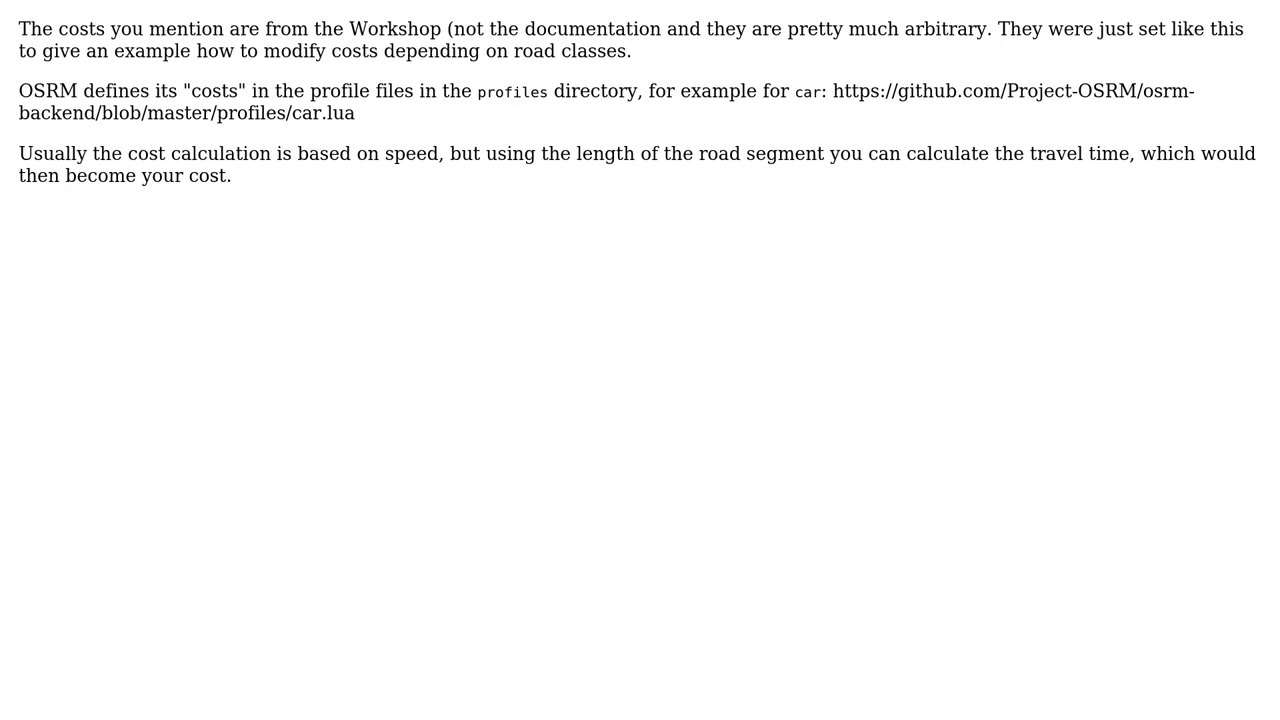 The costs you mention are from the Workshop (not the documentation and they are pretty much arbitrary. They were just set like this
to give an example how to modify costs depending on road classes.
OSRM defines its "costs" in the profile files in the profiles directory, for example for car: https://github.com/Project-OSRM/osrm-
backend/blob/master/profiles/car.lua
Usually the cost calculation is based on speed, but using the length of the road segment you can calculate the travel time, which would
then become your cost.